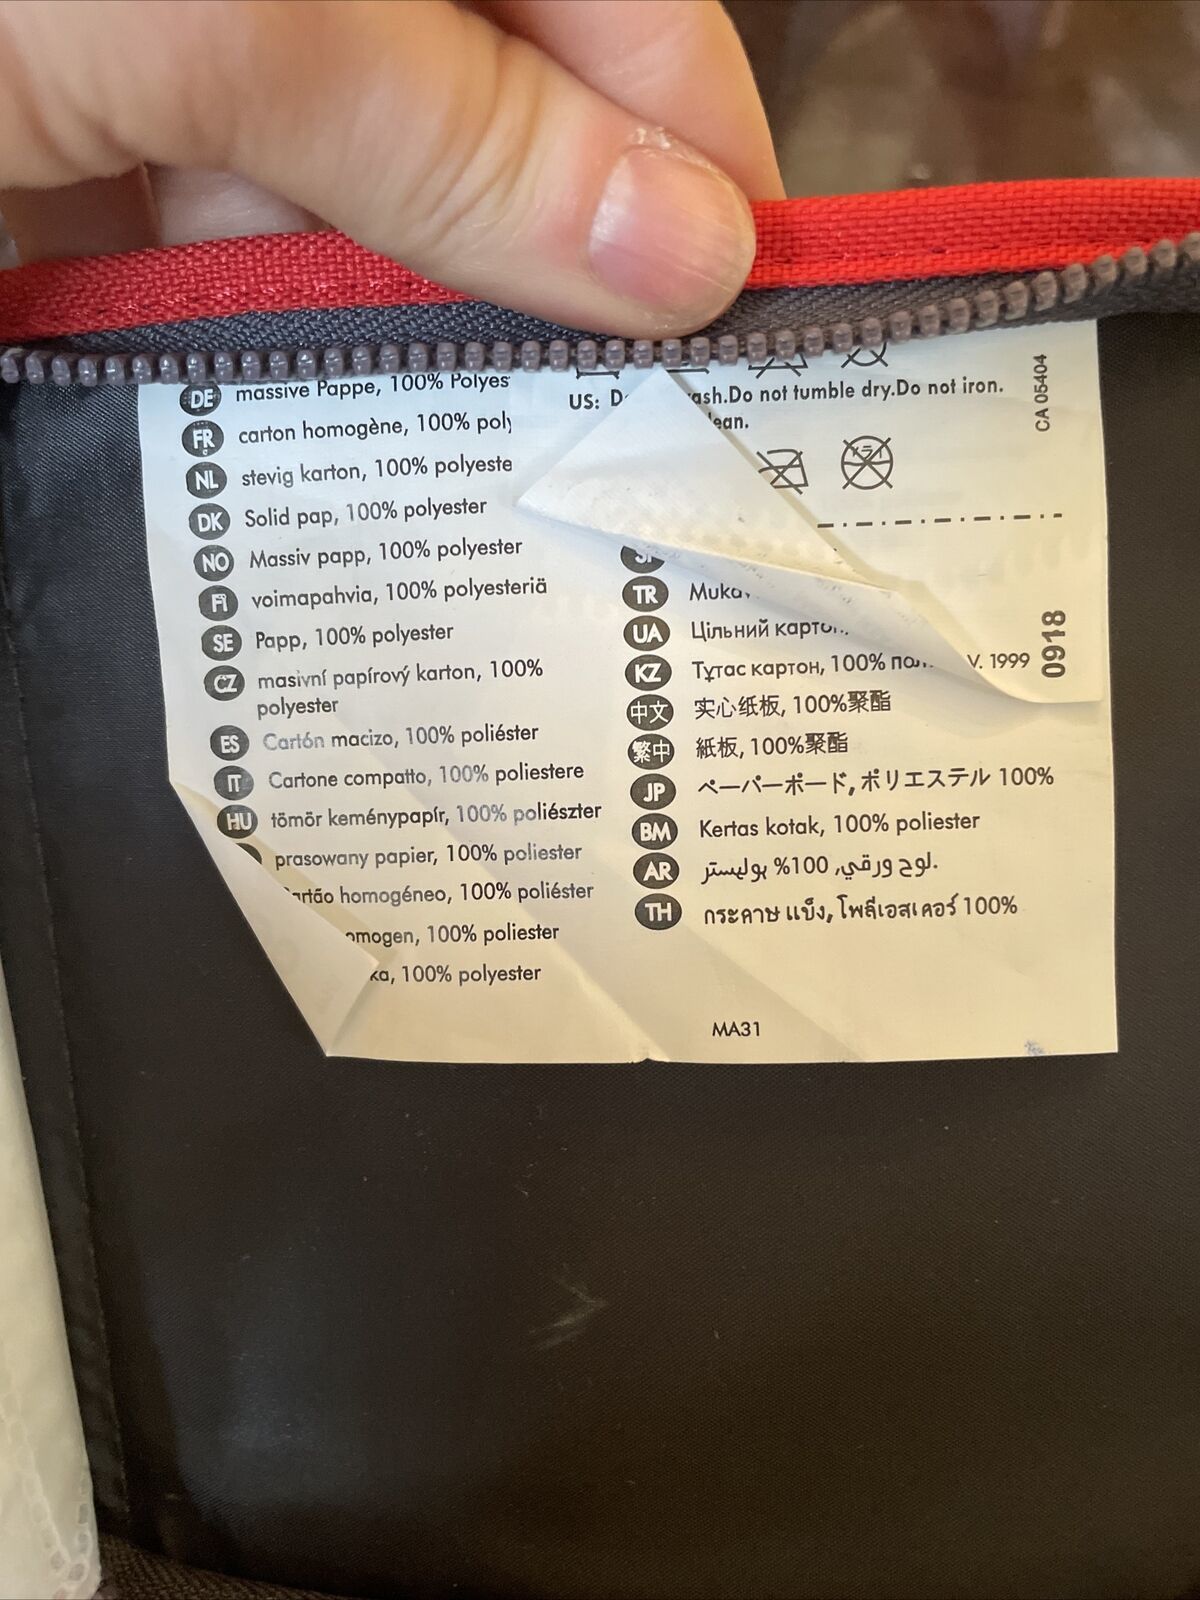 DE massive Pappe, 100% Polyes
FR carton homogène, 100% poly
NL stevig karton, 100% polyeste
DK Solid pap, 100% polyester
NO Massiv papp, 100% polyester
FI voimapahvia, 100% polyesteriä
SE Papp, 100% polyester
CZ masivní papírový karton, 100%
polyester
ES Cartón macizo, 100% poliéster
IT Cartone compatto, 100% poliestere
HU tömör keménypapír, 100% poliészter
prasowany papier, 100% poliester
artão homogéneo, 100% poliéster
omogen, 100% poliester
ka, 100% polyester
US: D ash.Do not tumble dry.Do not iron.
lean.
ドライ
TR Mukav
UA Цільний картон
KZ Тұтас картон, 100% пол V. 1999
中文 实心纸板, 100%聚酯
繁中 紙板, 100%聚酯
JP ペーパーボード, ポリエステル 100%
BM Kertas kotak, 100% poliester
AR لوح ورقي, 100% بوليستر.
TH กระดาษแข็ง, โพลีเอสเตอร์ 100%
MA31
CA 05404
0918